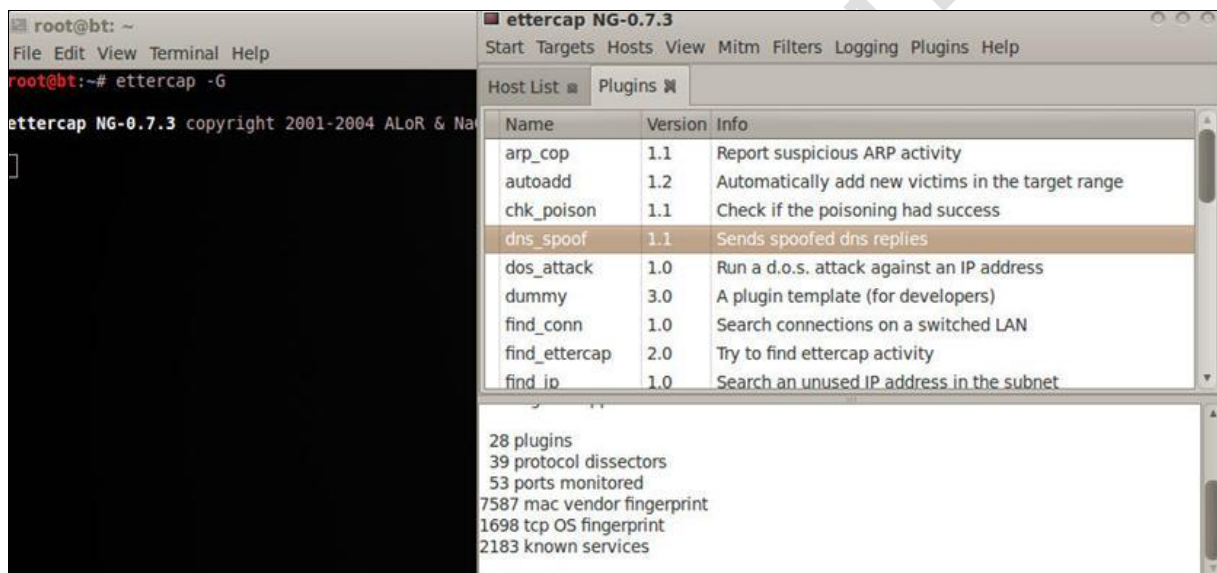 root@bt: ~
File Edit View Terminal Help
root@bt:~# ettercap -G
ettercap NG-0.7.3 copyright 2001-2004 ALoR & Na
ettercap NG-0.7.3
Start Targets Hosts View Mitm Filters Logging Plugins Help
Host List Plugins
Name Version Info
arp_cop 1.1 Report suspicious ARP activity
autoadd 1.2 Automatically add new victims in the target range
chk_poison 1.1 Check if the poisoning had success
dns_spoof 1.1 Sends spoofed dns replies
dos_attack 1.0 Run a d.o.s. attack against an IP address
dummy 3.0 A plugin template (for developers)
find_conn 1.0 Search connections on a switched LAN
find_ettercap 2.0 Try to find ettercap activity
find_ip 1.0 Search an unused IP address in the subnet
28 plugins
39 protocol dissectors
53 ports monitored
7587 mac vendor fingerprint
1698 tcp OS fingerprint
2183 known services